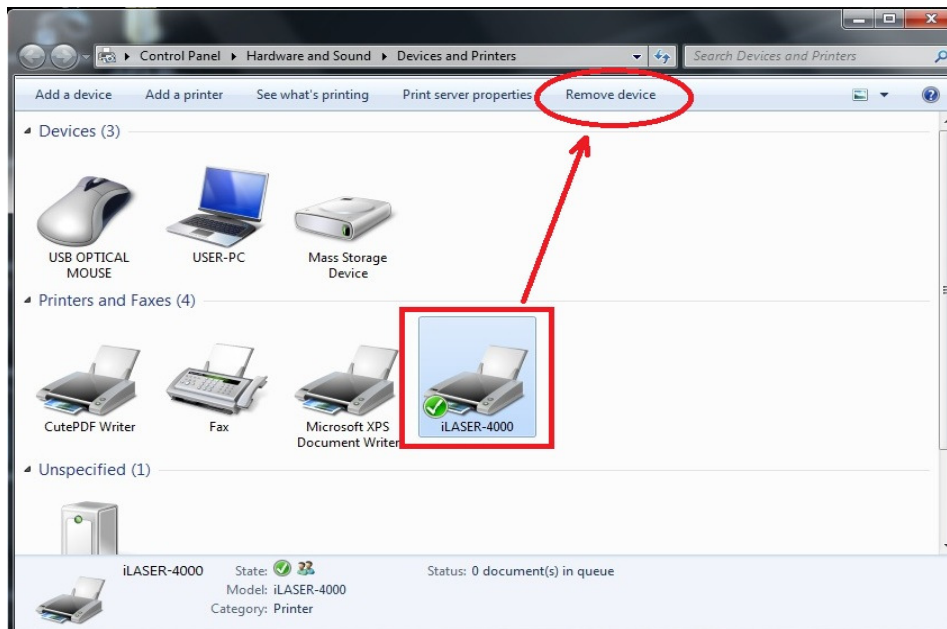 Control Panel ▸ Hardware and Sound ▸ Devices and Printers
Search Devices and Printers
Add a device Add a printer See what's printing Print server properties Remove device
Devices (3)
USB OPTICAL
MOUSE
USER-PC
Mass Storage
Device
Printers and Faxes (4)
CutePDF Writer
Fax
Microsoft XPS
Document Writer
iLASER-4000
Unspecified (1)
iLASER-4000 State: Status: 0 document(s) in queue
Model: iLASER-4000
Category: Printer